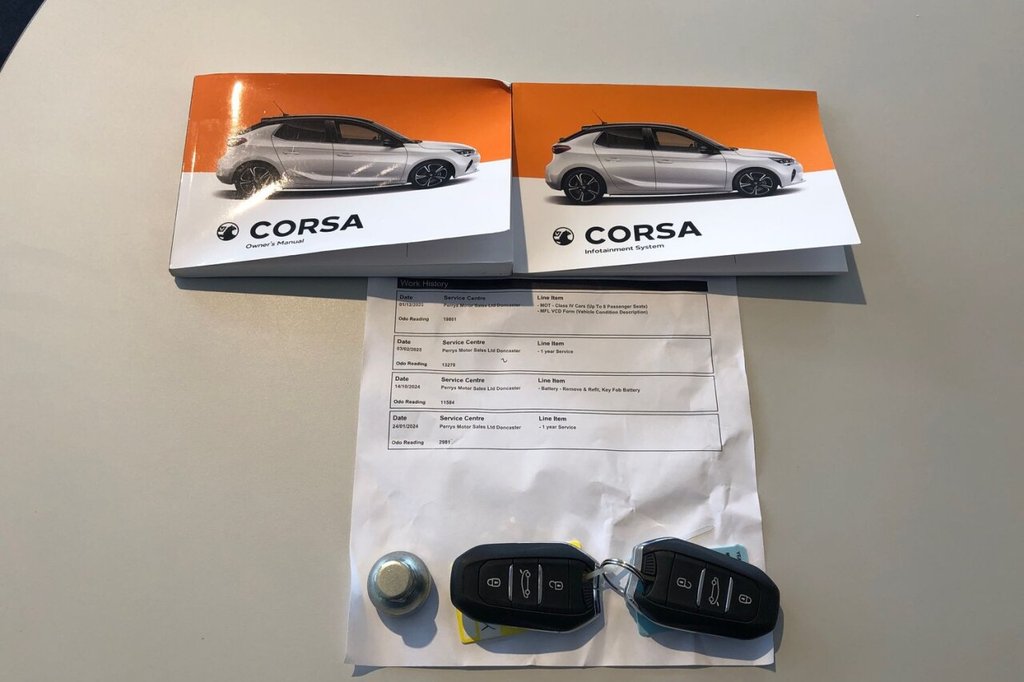 CORSA
Owner's Manual
CORSA
Infotainment System
Work History
Date Service Centre Line Item
Perrys Motor Sales Ltd Doncaster - MOT - Class IV Cars (Up To 8 Passenger Seats)
- MFL VCD Form (Vehicle Condition Description)
Odo Reading
Date Service Centre Line Item
Perrys Motor Sales Ltd Doncaster - 1 year Service
Odo Reading 13278
Date Service Centre Line Item
14/10/2024 Perrys Motor Sales Ltd Doncaster - Battery - Remove & Refit, Key Fob Battery
Odo Reading 11584
Date Service Centre Line Item
24/01/2024 Perrys Motor Sales Ltd Doncaster - 1 year Service
Odo Reading 2981